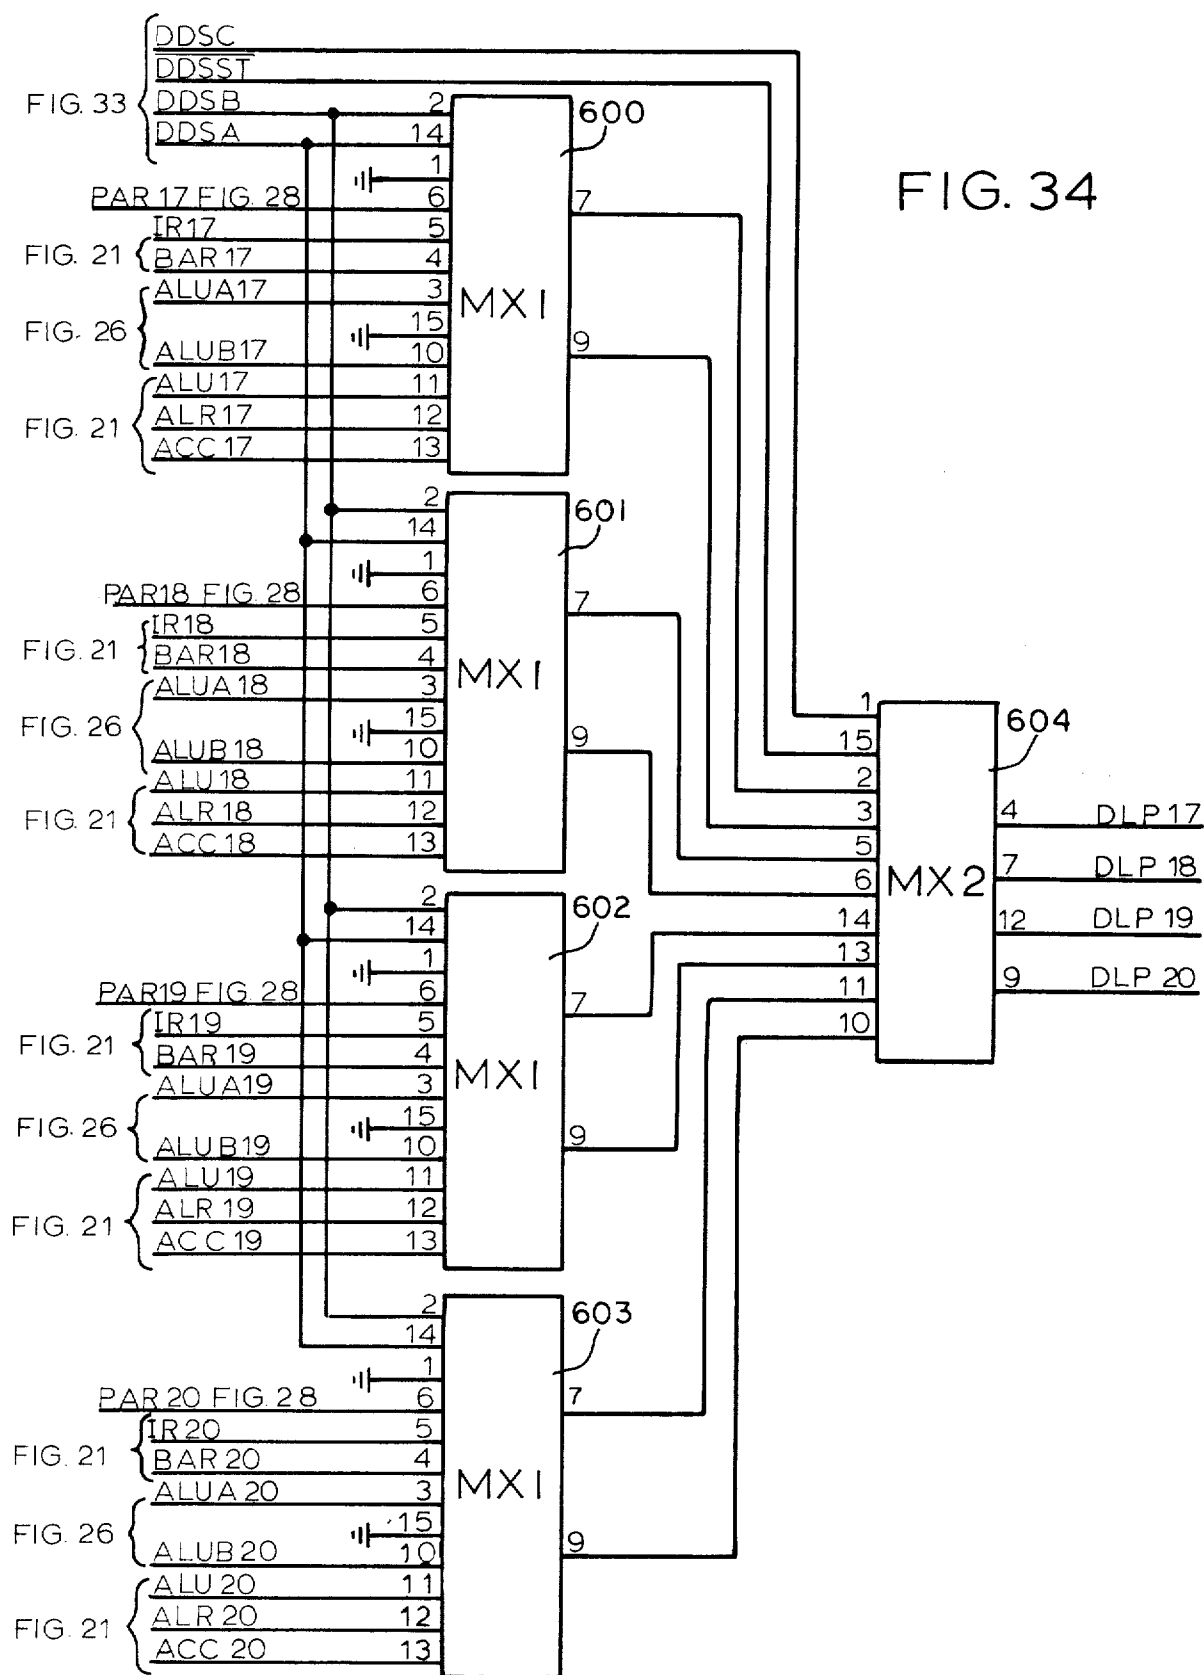 FIG. 34
FIG. 33
DDSC
DDSST
DDSB 2
DDSA 14
1
PAR 17 FIG. 28 6
FIG. 21
IR17 5
BAR 17 4
FIG. 26
ALUA17 3
15
ALUB17 10
FIG. 21
ALU17 11
ALR17 12
ACC 17 13
MX1
600
7
9
2
14
1
PAR18 FIG. 28 6
FIG. 21
IR18 5
BAR18 4
FIG. 26
ALUA 18 3
15
ALUB 18 10
FIG. 21
ALU 18 11
ALR 18 12
ACC 18 13
MX1
601
7
9
2
14
1
PAR19 FIG. 28 6
FIG. 21
IR19 5
BAR 19 4
FIG. 26
ALUA19 3
15
ALUB19 10
FIG. 21
ALU19 11
ALR 19 12
ACC 19 13
MX1
602
7
9
2
14
1
PAR 20 FIG. 28 6
FIG. 21
IR20 5
BAR 20 4
FIG. 26
ALUA 20 3
15
ALUB 20 10
FIG. 21
ALU 20 11
ALR 20 12
ACC 20 13
MX1
603
7
9
1
15
2
3
5
6
14
13
11
10
MX2
604
4 DLP 17
7 DLP 18
12 DLP 19
9 DLP 20